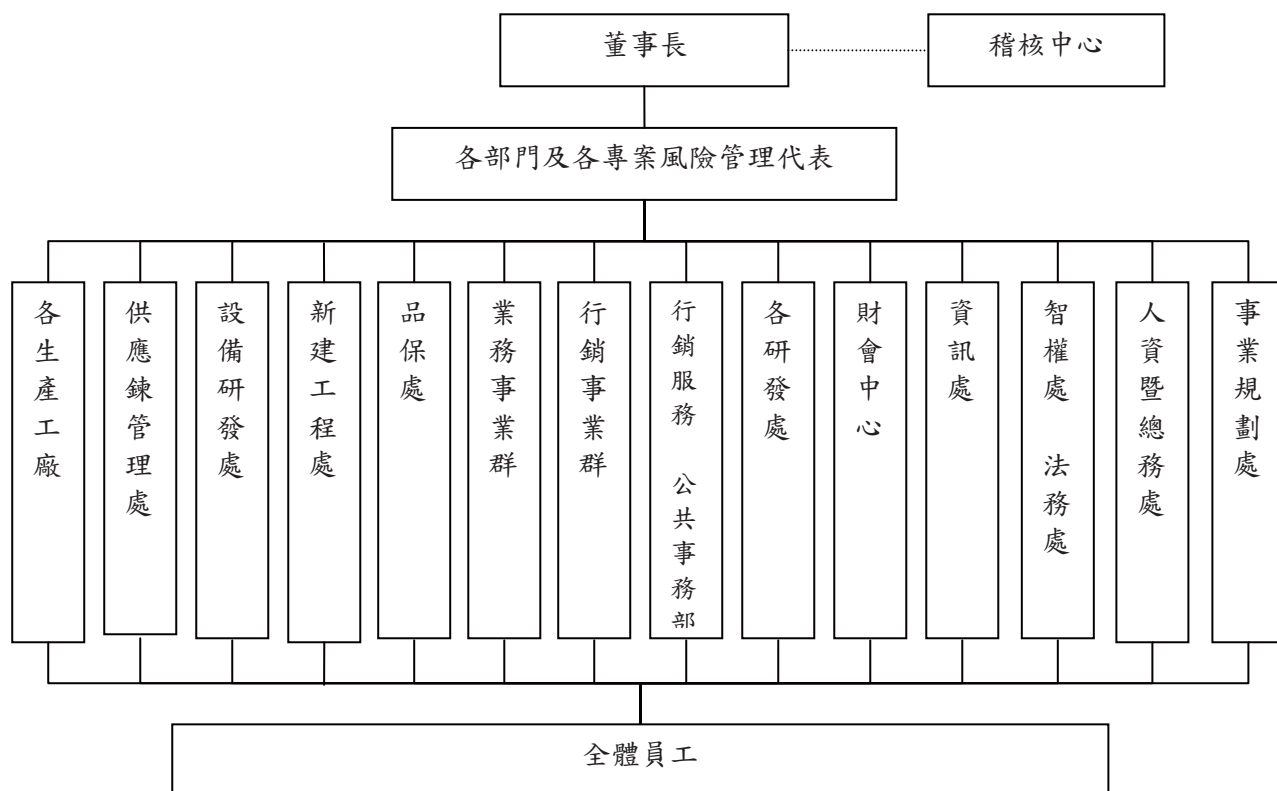 董事長
稽核中心
各部門及各專案風險管理代表
各生產工廠
供應鍊管理處
設備研發處
新建工程處
品保處
業務事業群
行銷事業群
行銷服務 公共事務部
各研發處
財會中心
資訊處
智權處 法務處
人資暨總務處
事業規劃處
全體員工